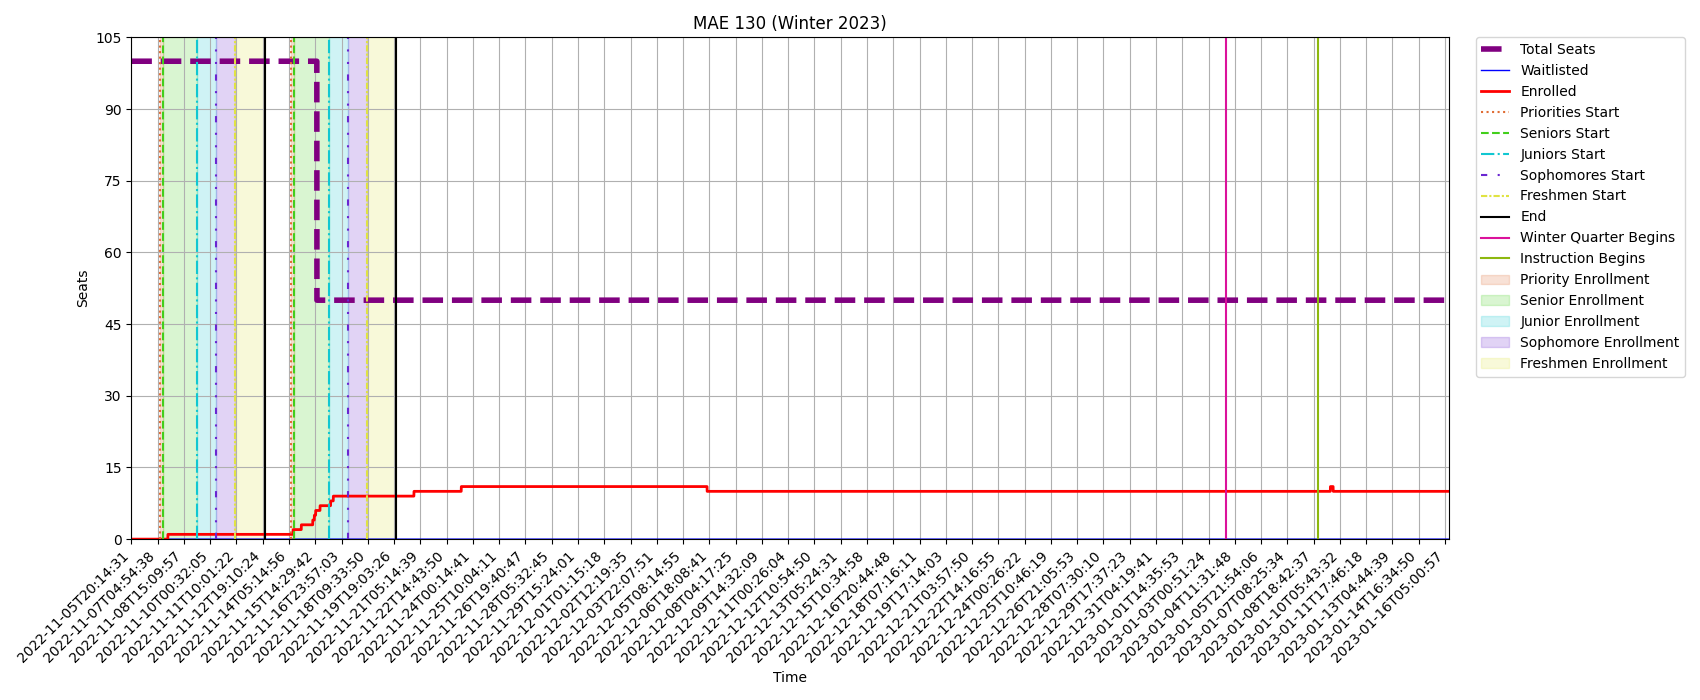 MAE 130 (Winter 2023)
105
90
75
60
45
30
15
0
Seats
2022-11-05T20:14:31
2022-11-07T04:54:38
2022-11-08T15:09:57
2022-11-10T00:32:05
2022-11-11T10:01:22
2022-11-12T19:10:24
2022-11-14T05:14:56
2022-11-15T14:29:42
2022-11-16T23:57:03
2022-11-18T09:33:50
2022-11-19T19:03:26
2022-11-21T05:14:39
2022-11-22T14:43:50
2022-11-24T00:14:41
2022-11-25T10:04:11
2022-11-26T19:40:47
2022-11-28T05:32:45
2022-11-29T15:24:01
2022-12-01T01:15:18
2022-12-02T12:19:35
2022-12-03T22:07:51
2022-12-05T08:14:55
2022-12-06T18:08:41
2022-12-08T04:17:25
2022-12-09T14:32:09
2022-12-11T00:26:04
2022-12-12T10:54:50
2022-12-13T05:24:31
2022-12-15T10:34:58
2022-12-16T20:44:48
2022-12-18T07:16:11
2022-12-19T17:14:03
2022-12-21T03:57:50
2022-12-22T14:16:55
2022-12-24T00:26:22
2022-12-25T10:46:19
2022-12-26T21:05:53
2022-12-28T07:30:10
2022-12-29T17:37:23
2022-12-31T04:19:41
2023-01-01T14:35:53
2023-01-03T00:51:24
2023-01-04T11:31:48
2023-01-05T21:54:06
2023-01-07T08:25:34
2023-01-08T18:42:37
2023-01-10T05:43:32
2023-01-11T17:46:18
2023-01-13T04:44:39
2023-01-14T16:34:50
2023-01-16T05:00:57
Time
Total Seats
Waitlisted
Enrolled
Priorities Start
Seniors Start
Juniors Start
Sophomores Start
Freshmen Start
End
Winter Quarter Begins
Instruction Begins
Priority Enrollment
Senior Enrollment
Junior Enrollment
Sophomore Enrollment
Freshmen Enrollment